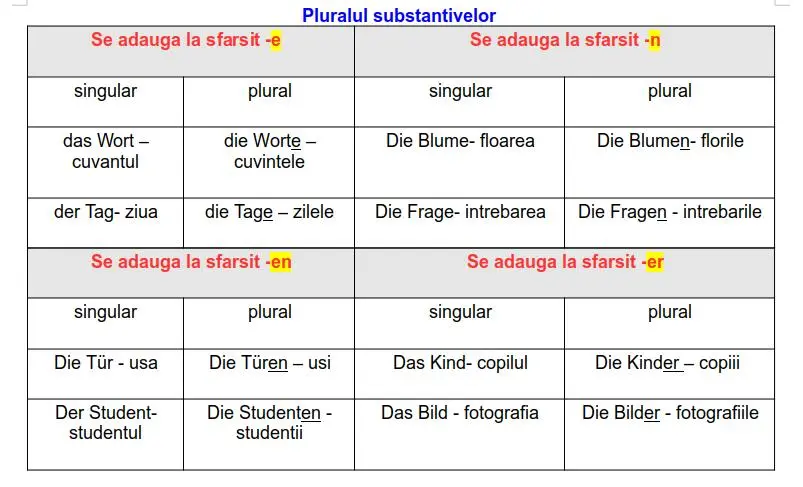 Pluralul substantivelor
Se adauga la sfarsit -e
Se adauga la sfarsit -n
singular
plural
singular
plural
das Wort –
cuvantul
die Worte –
cuvintele
Die Blume- floarea
Die Blumen- florile
der Tag- ziua
die Tage – zilele
Die Frage- intrebarea
Die Fragen - intrebarile
Se adauga la sfarsit -en
Se adauga la sfarsit -er
singular
plural
singular
plural
Die Tür - usa
Die Türen – usi
Das Kind- copilul
Die Kinder – copiii
Der Student-
studentul
Die Studenten -
studentii
Das Bild - fotografia
Die Bilder - fotografiile